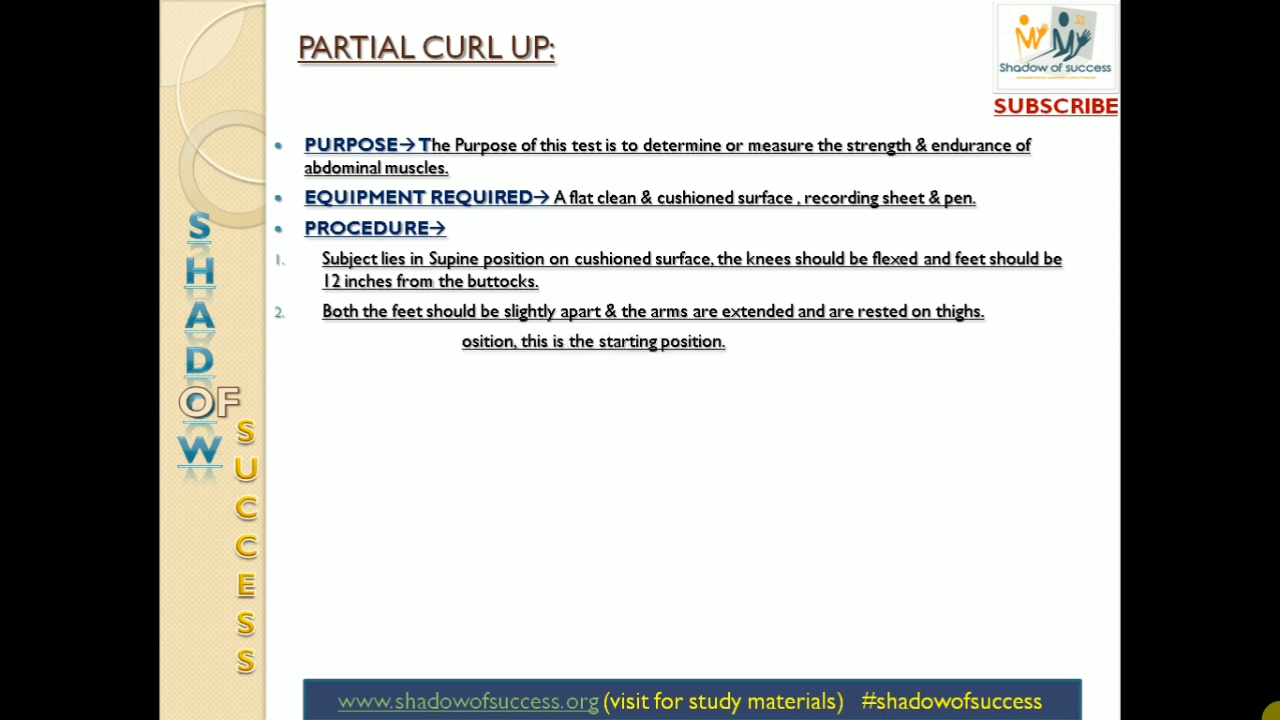 PARTIAL CURL UP:
Shadow of success
SUBSCRIBE
• PURPOSE→ The Purpose of this test is to determine or measure the strength & endurance of
abdominal muscles.
• EQUIPMENT REQUIRED→ A flat clean & cushioned surface , recording sheet & pen.
• PROCEDURE→
1. Subject lies in Supine position on cushioned surface, the knees should be flexed and feet should be
12 inches from the buttocks.
2. Both the feet should be slightly apart & the arms are extended and are rested on thighs.
osition, this is the starting position.
SHADOW
OF
SUCCESS
www.shadowofsuccess.org (visit for study materials) #shadowofsuccess